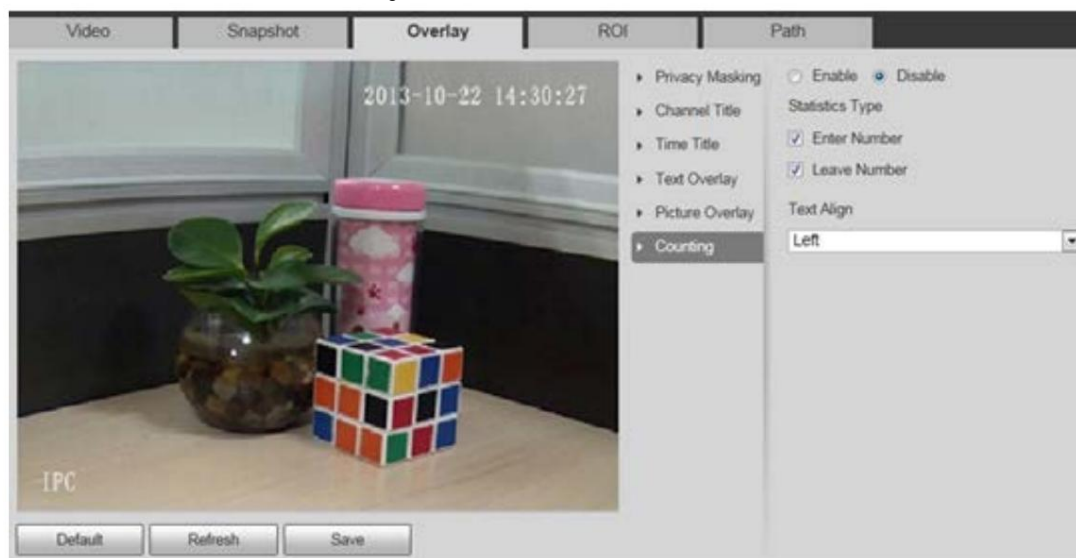 Video Snapshot Overlay ROI Path
2013-10-22 14:30:27
IPC
Privacy Masking
Channel Title
Time Title
Text Overlay
Picture Overlay
Counting
Enable Disable
Statistics Type
Enter Number
Leave Number
Text Align
Left
Default Refresh Save